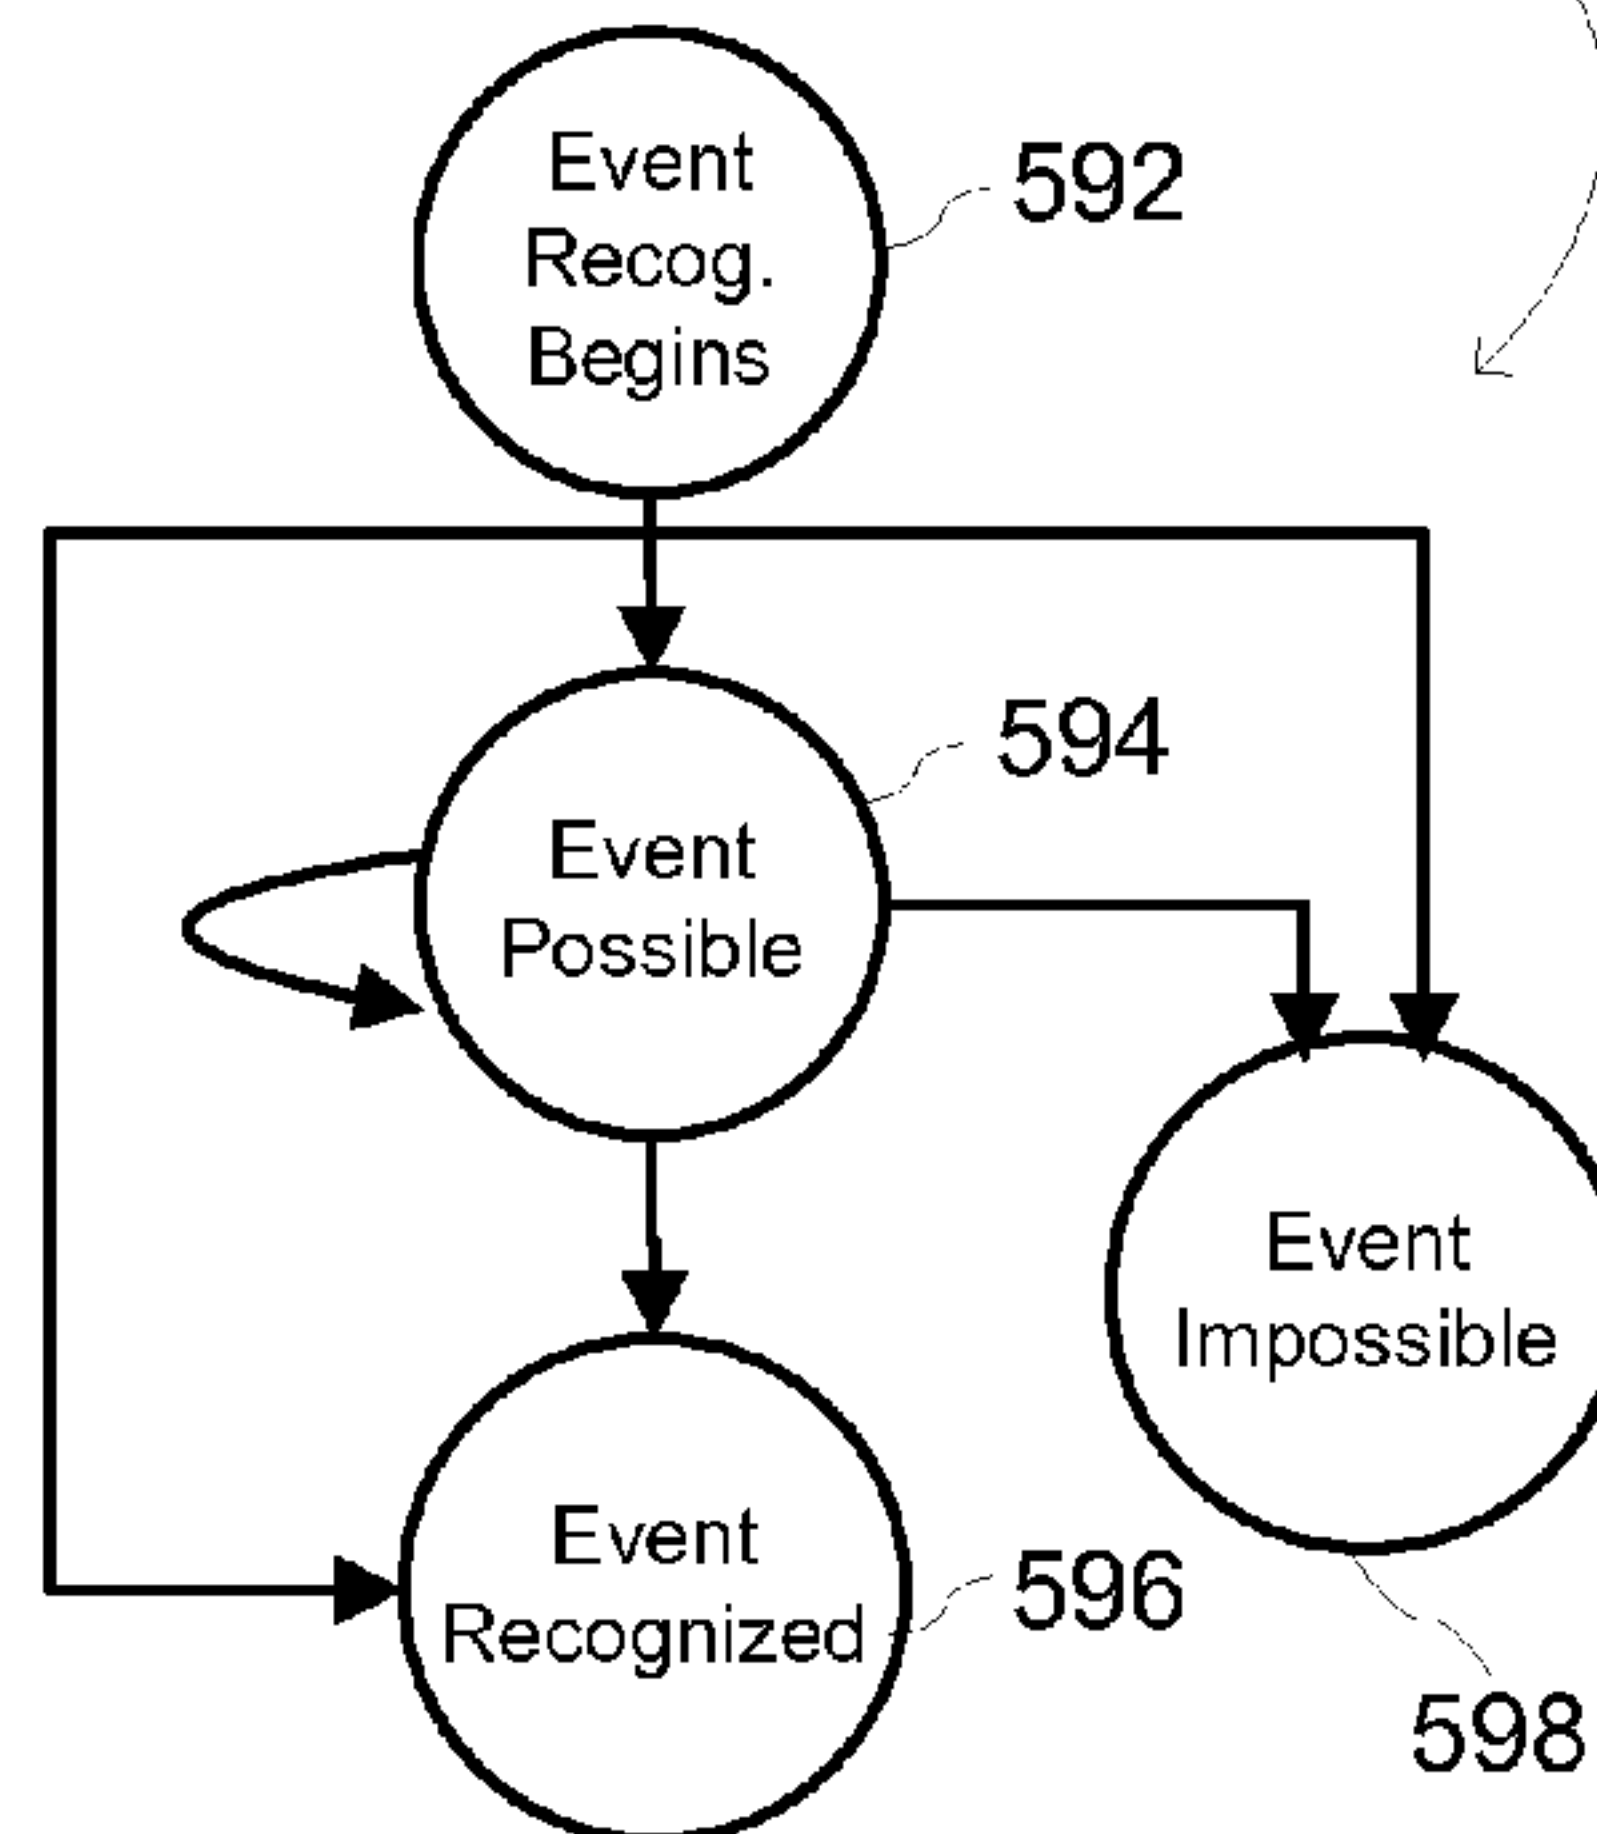 Event
Recog.
Begins
592
594
Event
Possible
Event
Impossible
Event
Recognized
596
598